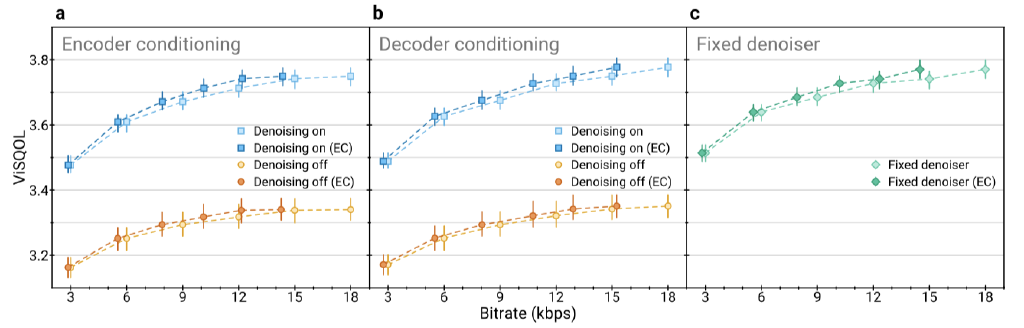 a b c
Encoder conditioning Decoder conditioning Fixed denoiser
3.8
3.6
3.4
3.2
ViSQOL
Denoising on
Denoising on (EC)
Denoising off
Denoising off (EC)
Denoising on
Denoising on (EC)
Denoising off
Denoising off (EC)
Fixed denoiser
Fixed denoiser (EC)
3 6 9 12 15 18 3 6 9 12 15 18 3 6 9 12 15 18
Bitrate (kbps)